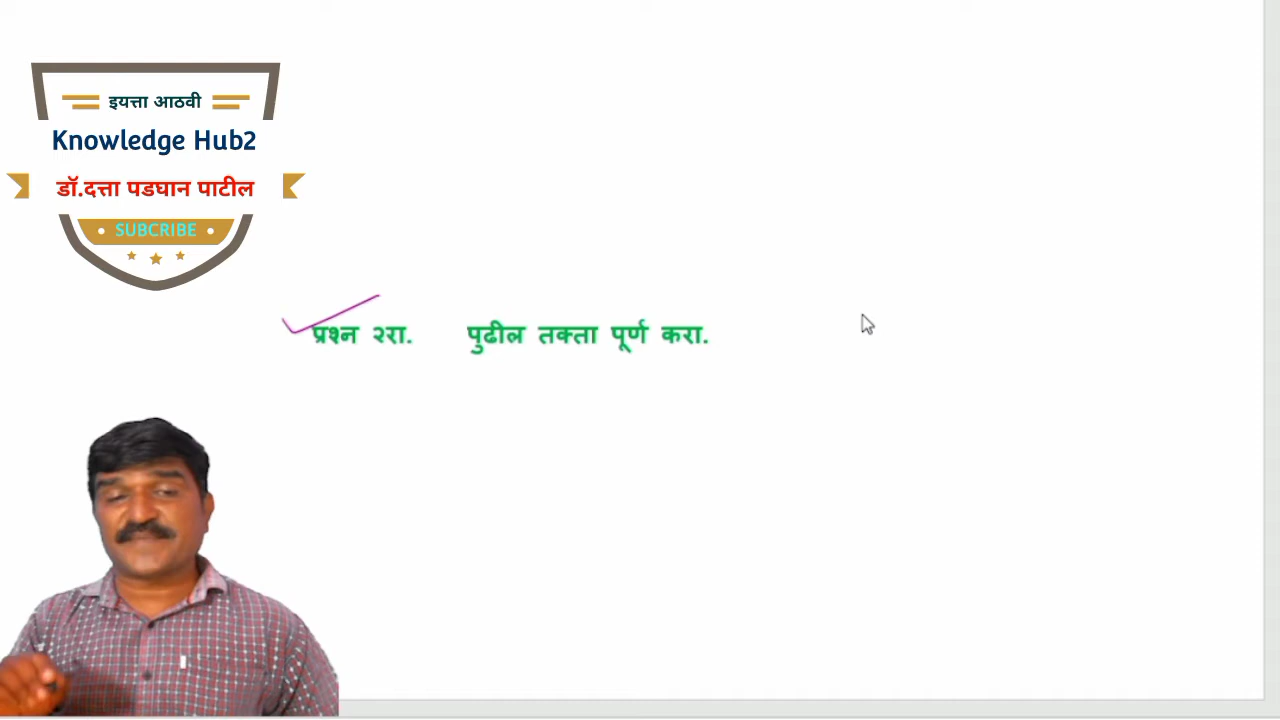 इयत्ता आठवी
Knowledge Hub2
डॉ.दत्ता पडघान पाटील
SUBCRIBE
प्रश्न २रा. पुढील तक्ता पूर्ण करा.